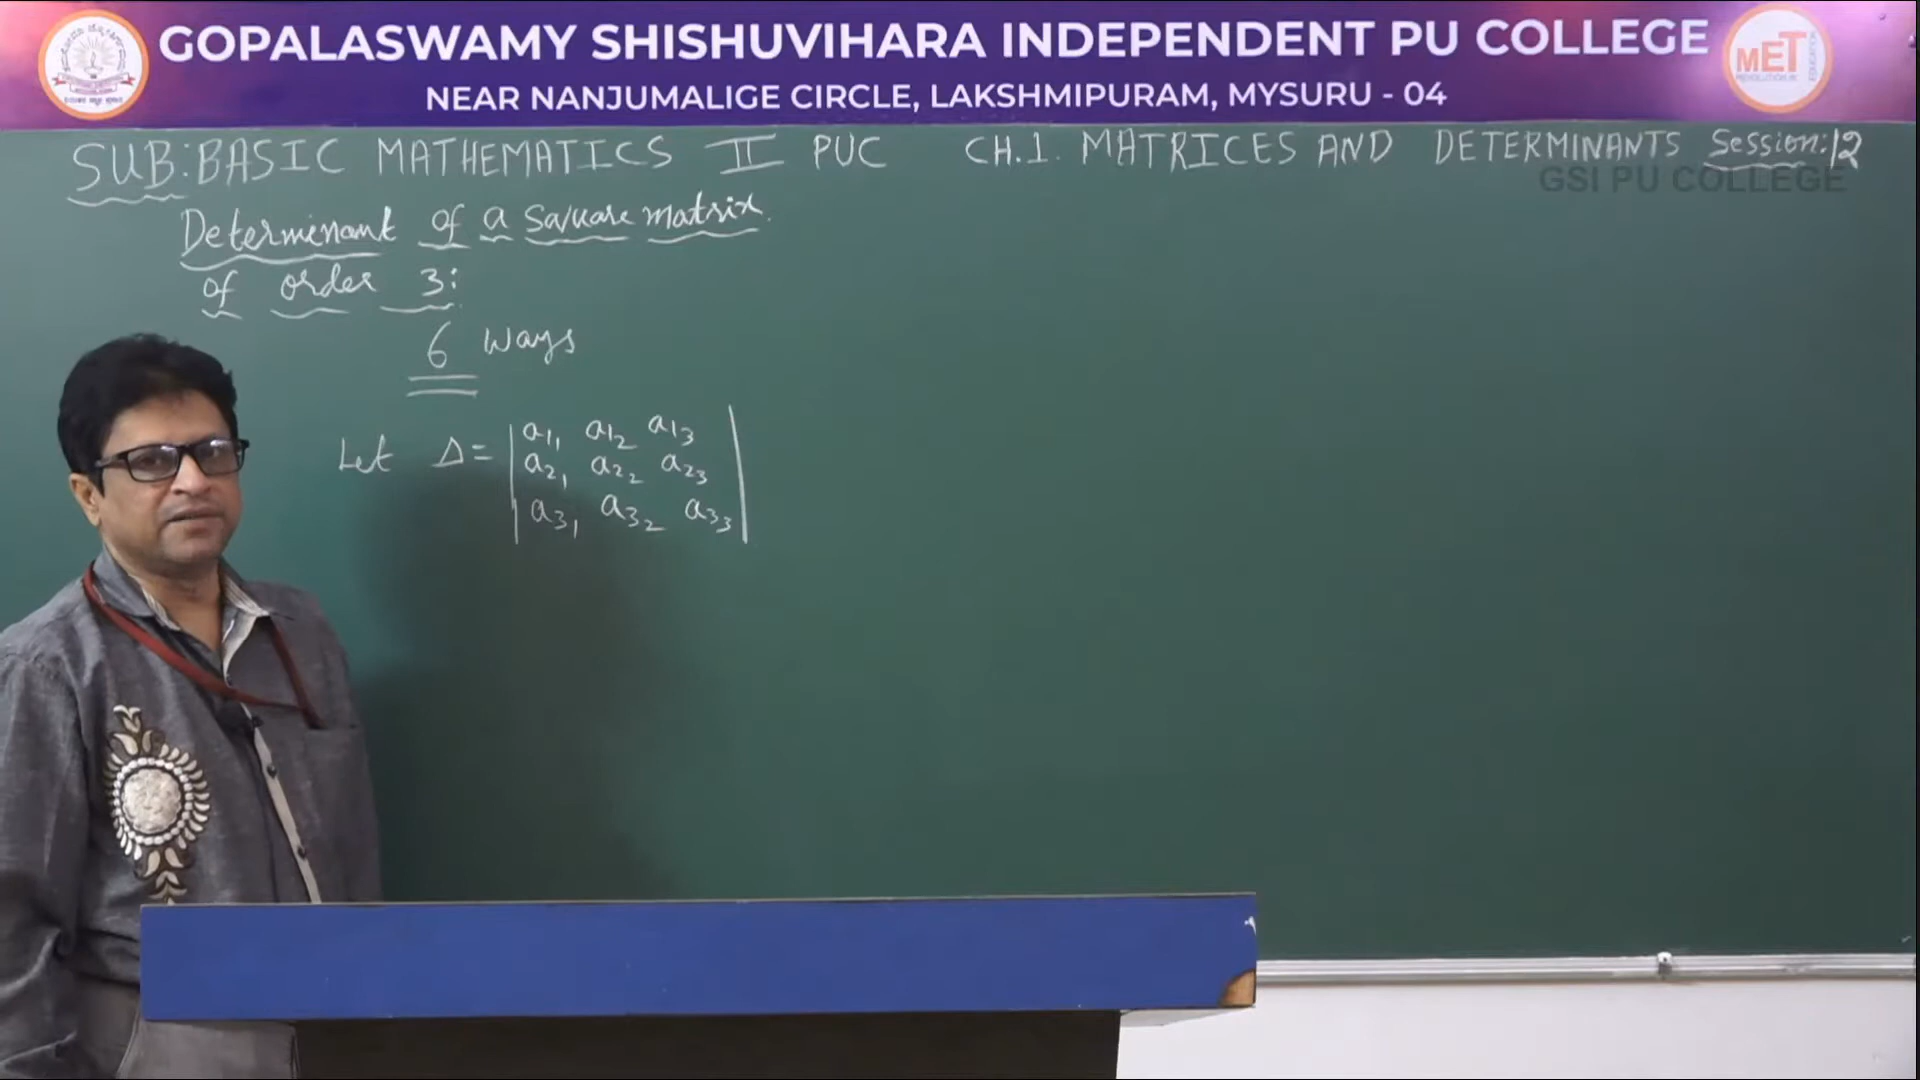 GOPALASWAMY SHISHUVIHARA INDEPENDENT PU COLLEGE
NEAR NANJUMALIGE CIRCLE, LAKSHMIPURAM, MYSURU - 04
MET
EDUCATION
SUB: BASIC MATHEMATICS II PUC CH.1. MATRICES AND DETERMINANTS Session:12
GSI PU COLLEGE
Determinant of a square matrix.
of order 3:
6 ways
Let Δ = | a11 a12 a13 |
| a21 a22 a23 |
| a31 a32 a33 |